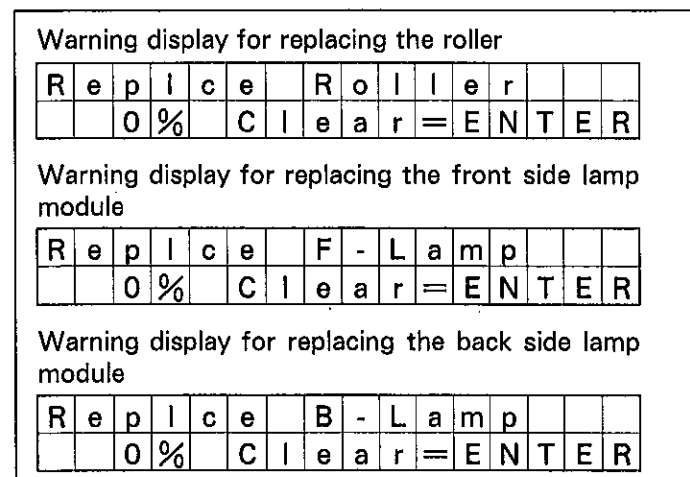 Warning display for replacing the roller
Replce Roller
0% Clear=ENTER
Warning display for replacing the front side lamp
module
Replce F-Lamp
0% Clear=ENTER
Warning display for replacing the back side lamp
module
Replce B-Lamp
0% Clear=ENTER